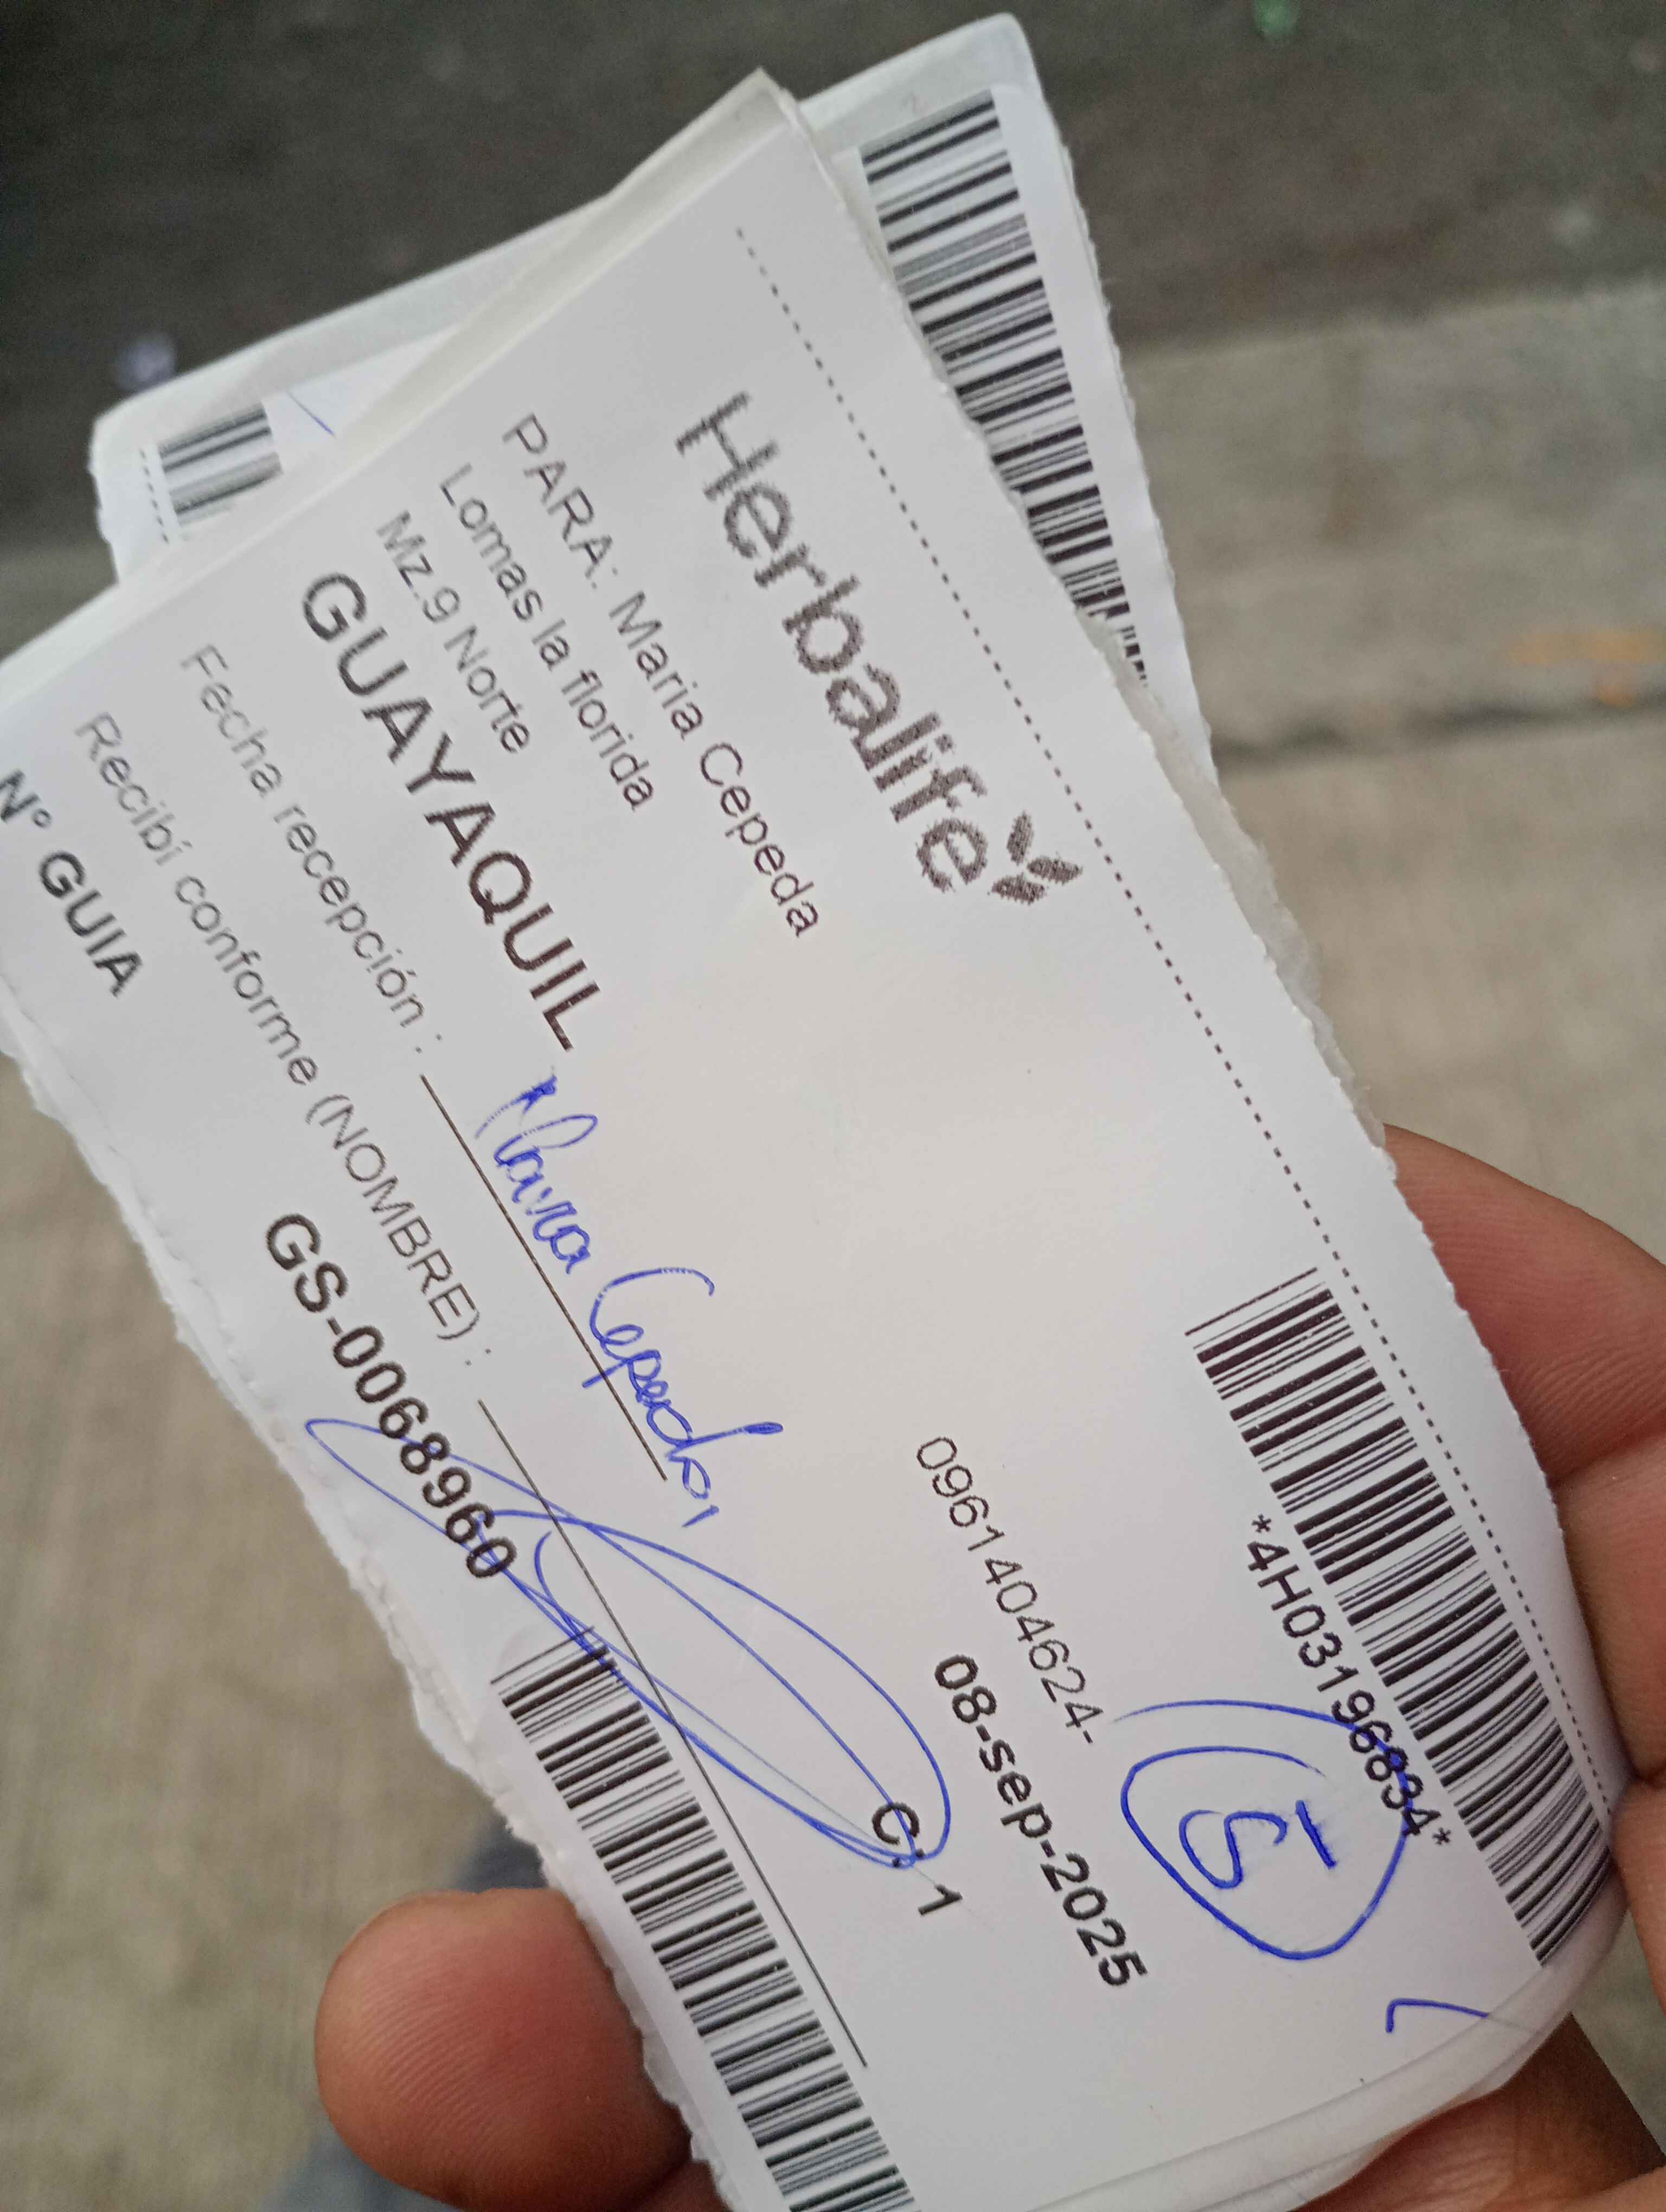 Herbalife
*4H03196834*
PARA: Maria Cepeda
0961404624-
5
Lomas la florida
Mz.9 Norte
08-sep-2025
GUAYAQUIL
C. 1
Fecha recepción :
Maria Cepeda
Recibí conforme (NOMBRE) :
N° GUIA
GS-0068960